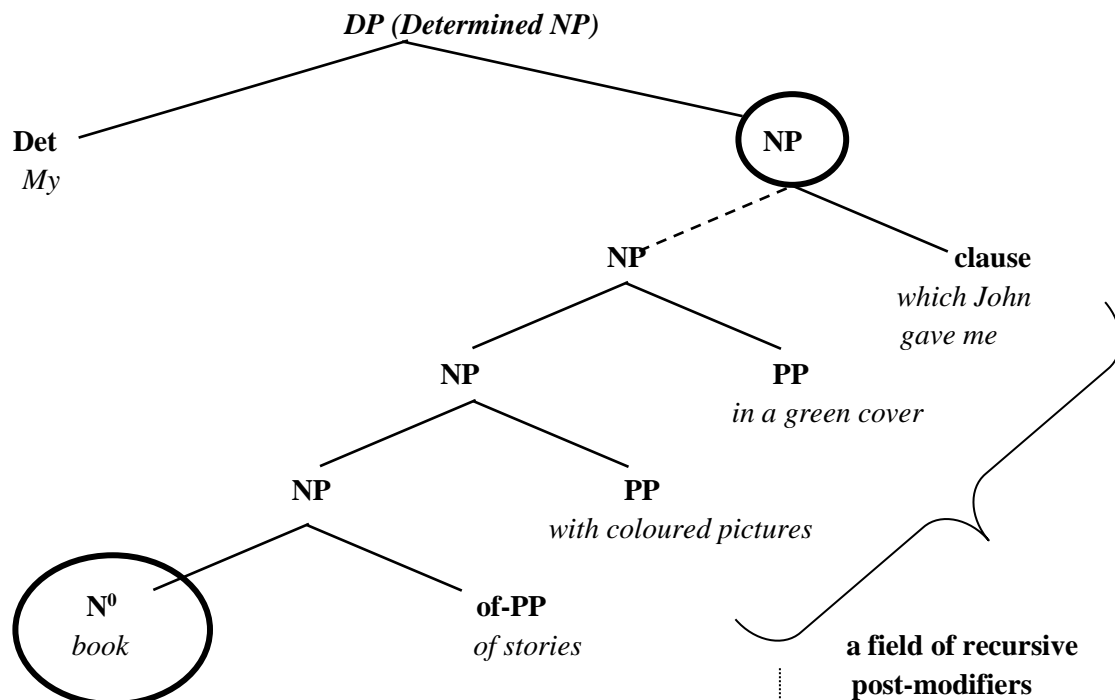 DP (Determined NP)
Det
My
NP
NP
clause
which John
gave me
NP
PP
in a green cover
NP
PP
with coloured pictures
N⁰
book
of-PP
of stories
a field of recursive
post-modifiers